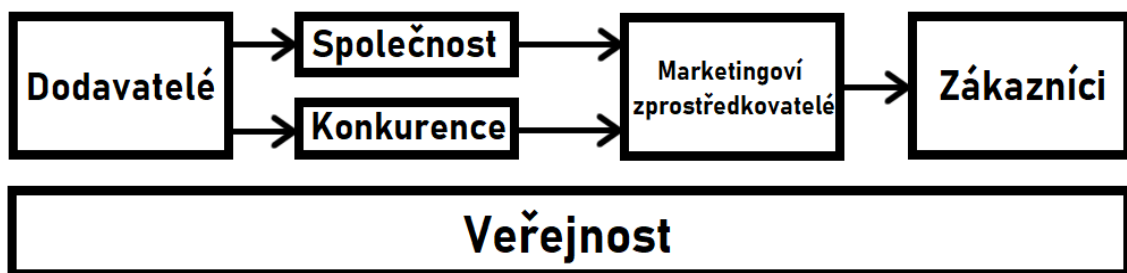 Dodavatelé
Společnost
Konkurence
Marketingoví
zprostředkovatelé
Zákazníci
Veřejnost